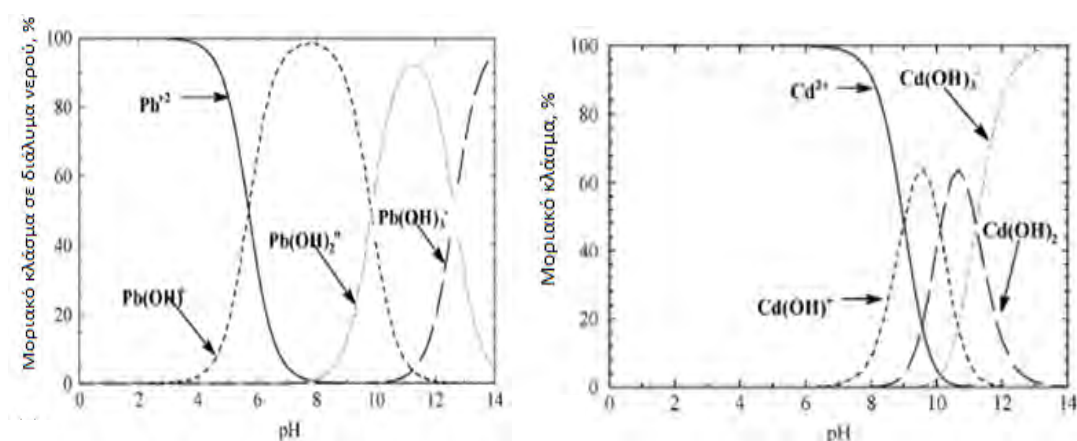 Μοριακό κλάσμα σε διάλυμα νερού, %
100
80
60
40
20
0
Pb⁺²
Pb(OH)⁺
Pb(OH)₂⁰
Pb(OH)₃⁻
0 2 4 6 8 10 12 14
pH
Μοριακό κλάσμα, %
100
80
60
40
20
0
Cd²⁺
Cd(OH)₃⁻
Cd(OH)⁺
Cd(OH)₂
0 2 4 6 8 10 12 14
pH